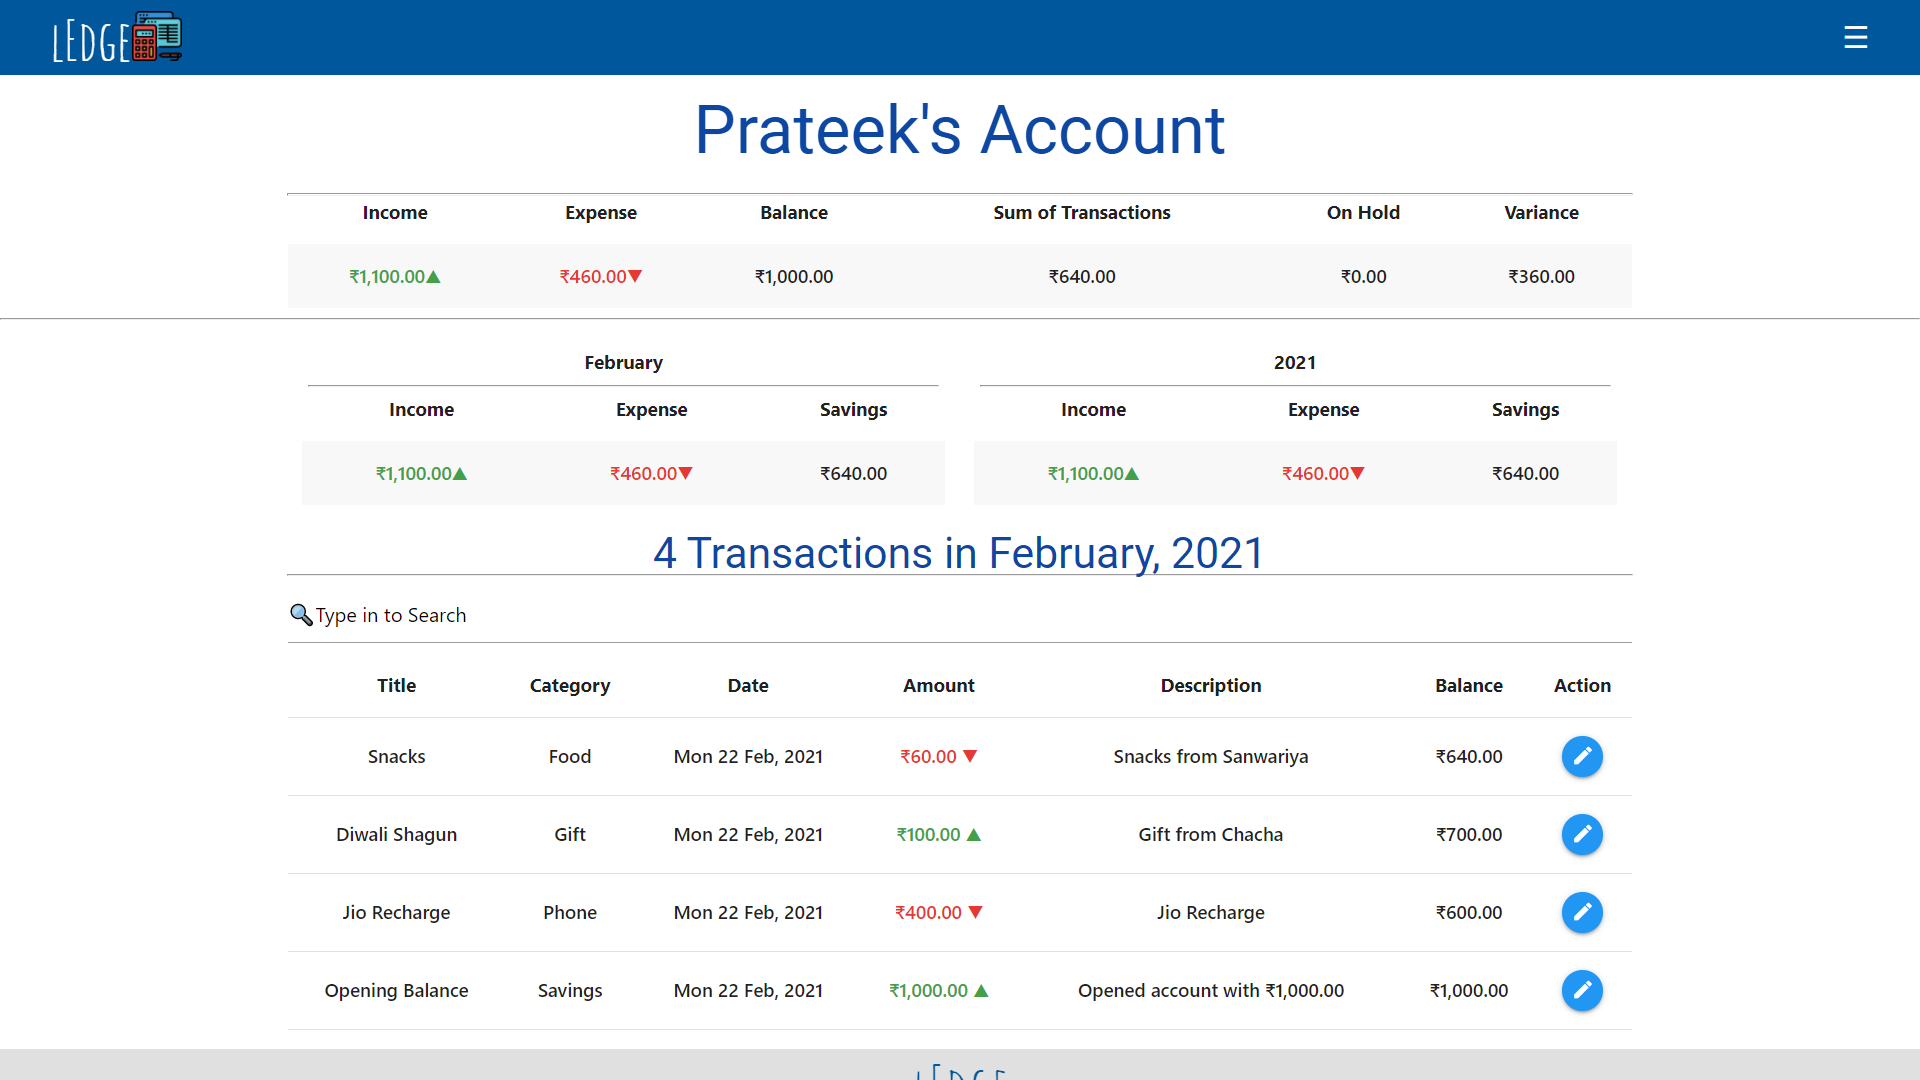 LEDGE
☰
Prateek's Account
Income Expense Balance Sum of Transactions On Hold Variance
₹1,100.00▲ ₹460.00▼ ₹1,000.00 ₹640.00 ₹0.00 ₹360.00
February 2021
Income Expense Savings Income Expense Savings
₹1,100.00▲ ₹460.00▼ ₹640.00 ₹1,100.00▲ ₹460.00▼ ₹640.00
4 Transactions in February, 2021
🔍Type in to Search
Title Category Date Amount Description Balance Action
Snacks Food Mon 22 Feb, 2021 ₹60.00 ▼ Snacks from Sanwariya ₹640.00
Diwali Shagun Gift Mon 22 Feb, 2021 ₹100.00 ▲ Gift from Chacha ₹700.00
Jio Recharge Phone Mon 22 Feb, 2021 ₹400.00 ▼ Jio Recharge ₹600.00
Opening Balance Savings Mon 22 Feb, 2021 ₹1,000.00 ▲ Opened account with ₹1,000.00 ₹1,000.00
LEDGE